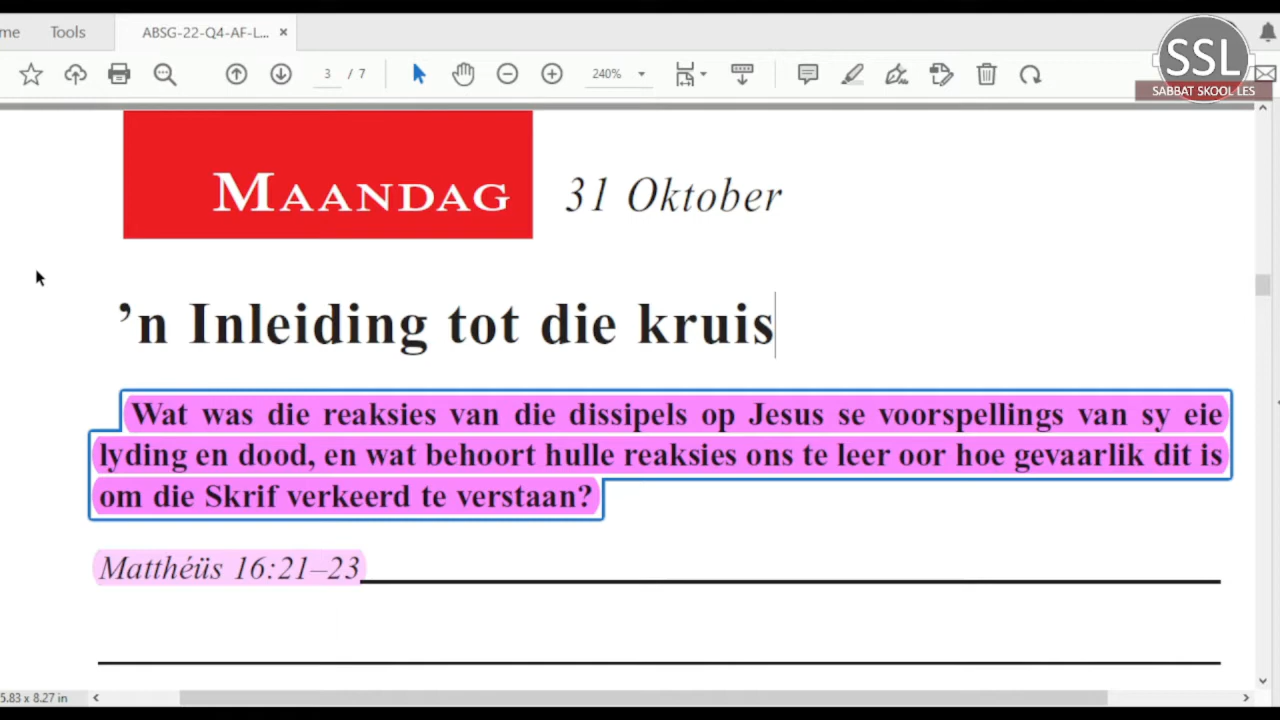 me Tools ABSG-22-Q4-AF-L... ×
SSL
SABBAT SKOOL LES
3 / 7 240%
MAANDAG 31 Oktober
’n Inleiding tot die kruis
Wat was die reaksies van die dissipels op Jesus se voorspellings van sy eie
lyding en dood, en wat behoort hulle reaksies ons te leer oor hoe gevaarlik dit is
om die Skrif verkeerd te verstaan?
Matthéüs 16:21–23
5.83 x 8.27 in